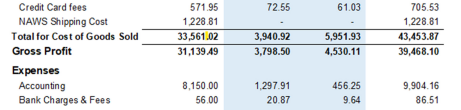 Credit Card fees 571.95 72.55 61.03 705.53
NAWS Shipping Cost 1,228.81 - - 1,228.81
Total for Cost of Goods Sold 33,561.02 3,940.92 5,951.93 43,453.87
Gross Profit 31,139.49 3,798.50 4,530.11 39,468.10
Expenses
Accounting 8,150.00 1,297.91 456.25 9,904.16
Bank Charges & Fees 56.00 20.87 9.64 86.51